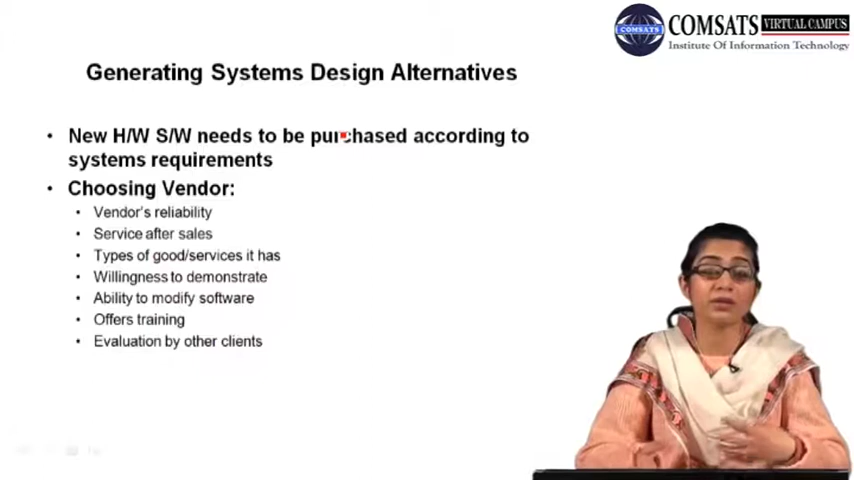 COMSATS VIRTUAL CAMPUS
COMSATS Institute Of Information Technology
Generating Systems Design Alternatives
• New H/W S/W needs to be purchased according to
systems requirements
• Choosing Vendor:
• Vendor's reliability
• Service after sales
• Types of good/services it has
• Willingness to demonstrate
• Ability to modify software
• Offers training
• Evaluation by other clients